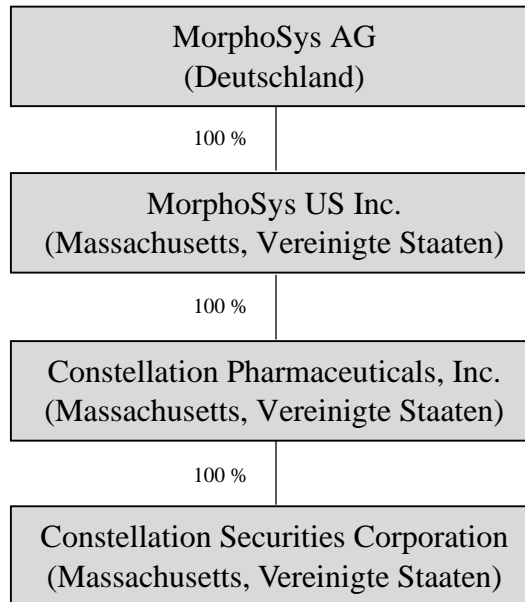 MorphoSys AG
(Deutschland)
100 %
MorphoSys US Inc.
(Massachusetts, Vereinigte Staaten)
100 %
Constellation Pharmaceuticals, Inc.
(Massachusetts, Vereinigte Staaten)
100 %
Constellation Securities Corporation
(Massachusetts, Vereinigte Staaten)